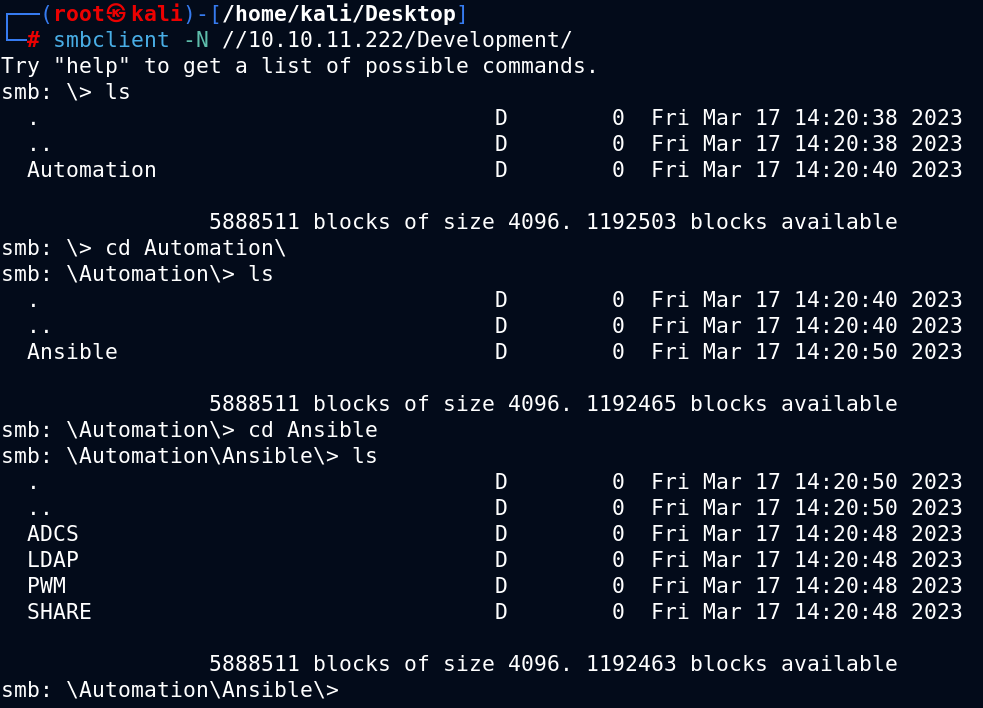 ┌──(root㉿kali)-[/home/kali/Desktop]
└─# smbclient -N //10.10.11.222/Development/
Try "help" to get a list of possible commands.
smb: \> ls
  .                                   D        0  Fri Mar 17 14:20:38 2023
  ..                                  D        0  Fri Mar 17 14:20:38 2023
  Automation                          D        0  Fri Mar 17 14:20:40 2023

                5888511 blocks of size 4096. 1192503 blocks available
smb: \> cd Automation\
smb: \Automation\> ls
  .                                   D        0  Fri Mar 17 14:20:40 2023
  ..                                  D        0  Fri Mar 17 14:20:40 2023
  Ansible                             D        0  Fri Mar 17 14:20:50 2023

                5888511 blocks of size 4096. 1192465 blocks available
smb: \Automation\> cd Ansible
smb: \Automation\Ansible\> ls
  .                                   D        0  Fri Mar 17 14:20:50 2023
  ..                                  D        0  Fri Mar 17 14:20:50 2023
  ADCS                                D        0  Fri Mar 17 14:20:48 2023
  LDAP                                D        0  Fri Mar 17 14:20:48 2023
  PWM                                 D        0  Fri Mar 17 14:20:48 2023
  SHARE                               D        0  Fri Mar 17 14:20:48 2023

                5888511 blocks of size 4096. 1192463 blocks available
smb: \Automation\Ansible\>